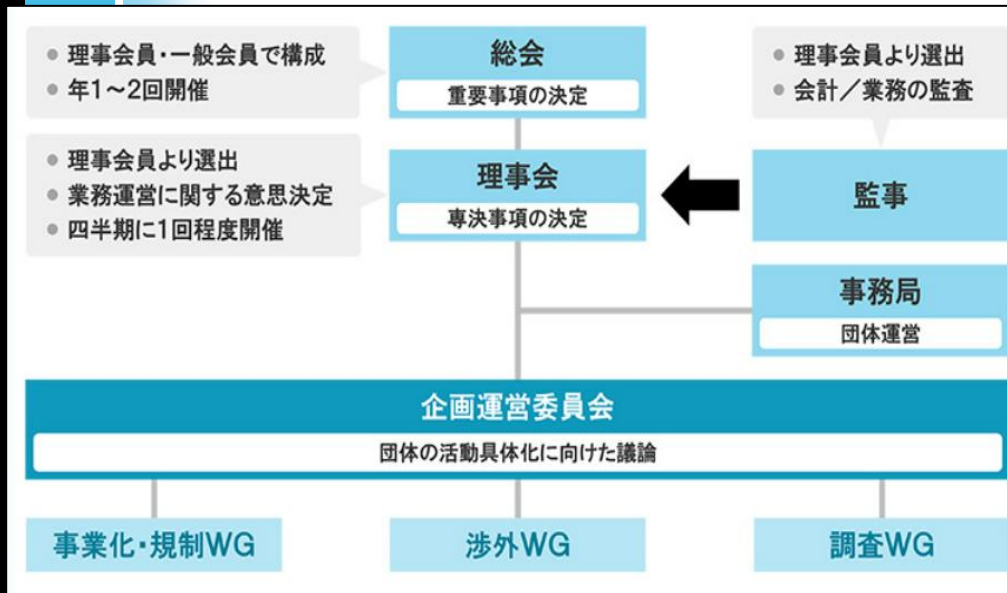 ● 理事会員・一般会員で構成
● 年1～2回開催
総会
重要事項の決定
● 理事会員より選出
● 会計／業務の監査
● 理事会員より選出
● 業務運営に関する意思決定
● 四半期に1回程度開催
理事会
専決事項の決定
監事
事務局
団体運営
企画運営委員会
団体の活動具体化に向けた議論
事業化・規制WG
渉外WG
調査WG